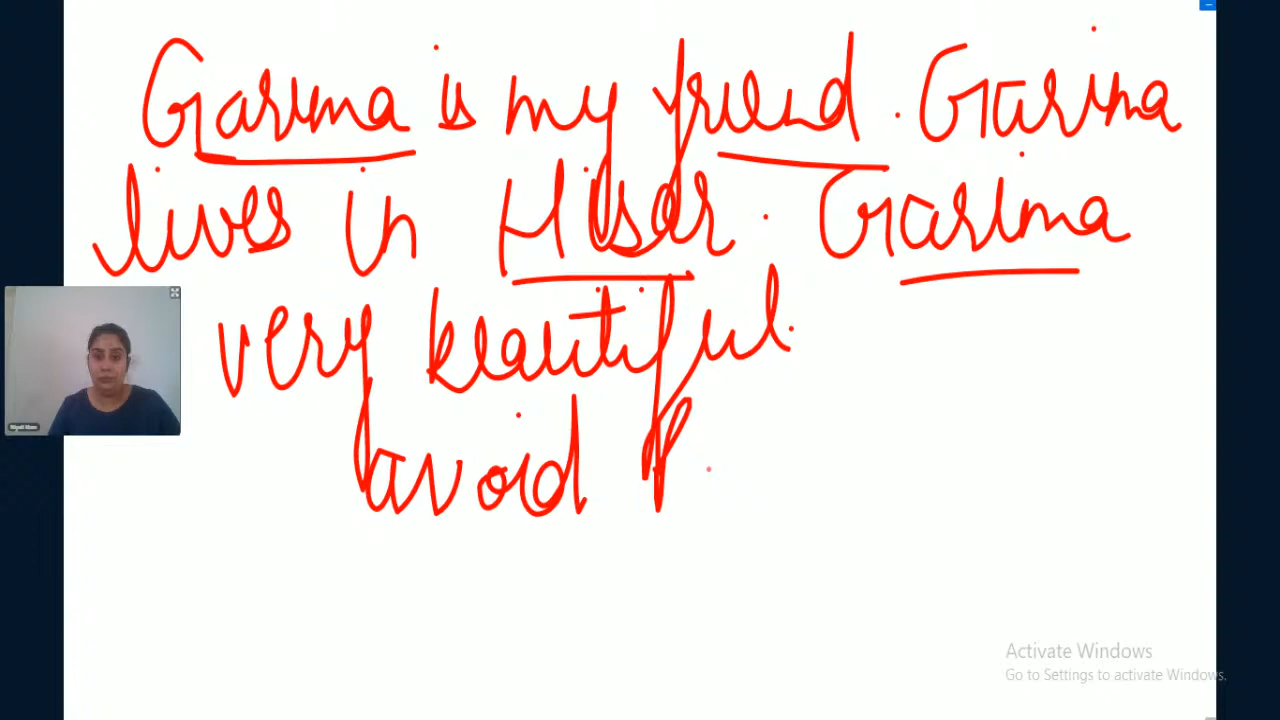 Garima is my friend. Garima
lives in Hisar. Garima
very beautiful.
avoid
Activate Windows
Go to Settings to activate Windows.